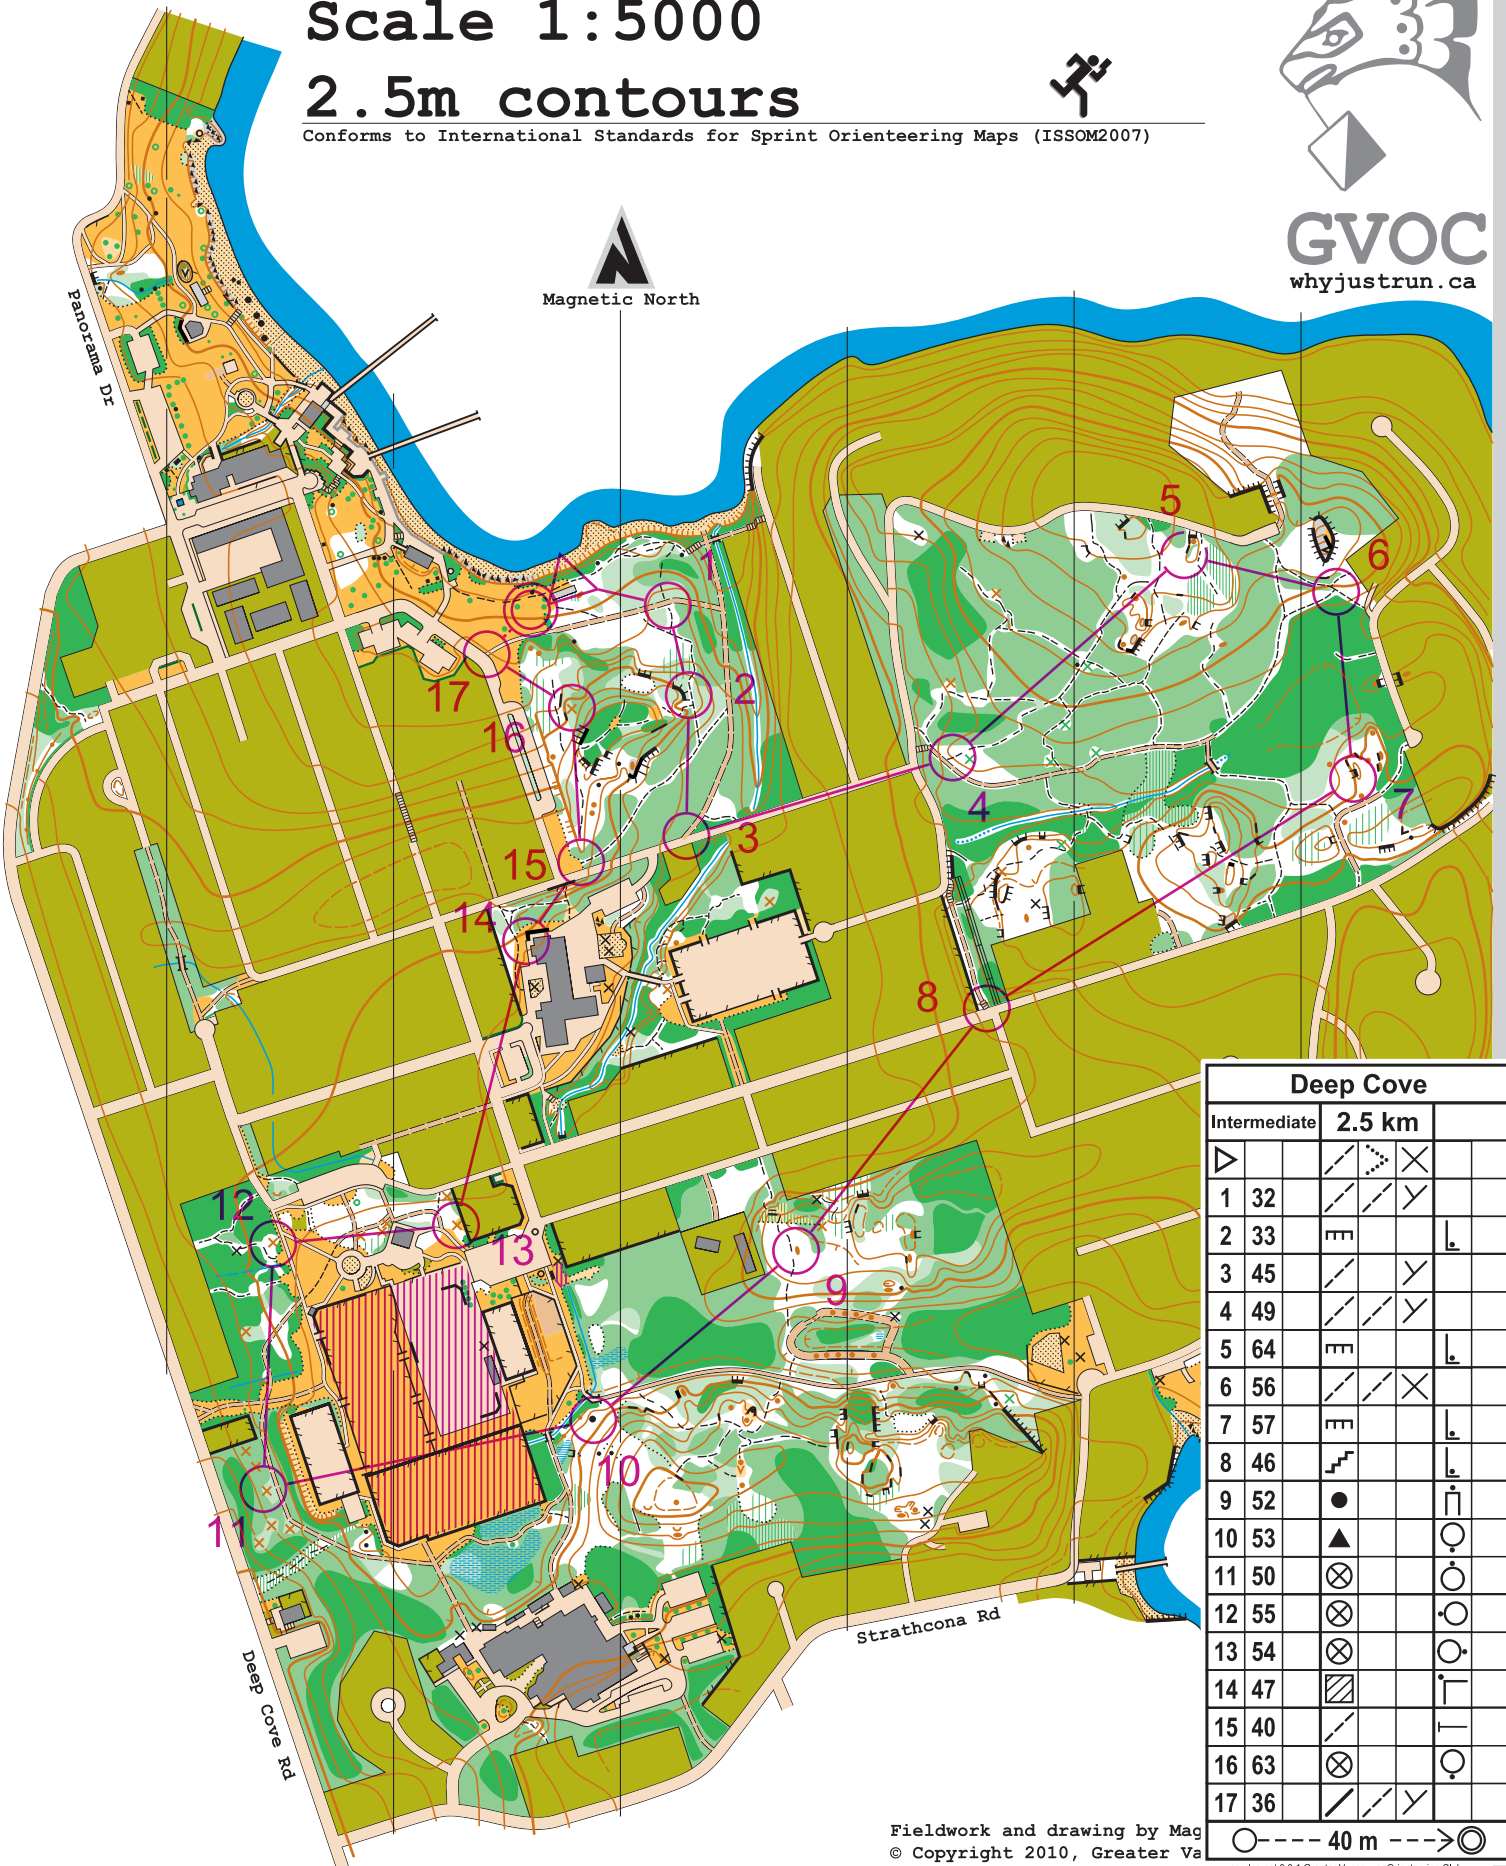 Scale 1:5000
2.5m contours
Conforms to International Standards for Sprint Orienteering Maps (ISSOM2007)
GVOC
whyjustrun.ca
Magnetic North
Panorama Dr
1
2
3
4
5
6
7
8
9
10
11
12
13
14
15
16
17
Deep Cove Rd
Strathcona Rd
Deep Cove
Intermediate 2.5 km
1 32
2 33
3 45
4 49
5 64
6 56
7 57
8 46
9 52
10 53
11 50
12 55
13 54
14 47
15 40
16 63
17 36
40 m
Fieldwork and drawing by Mag
© Copyright 2010, Greater Va